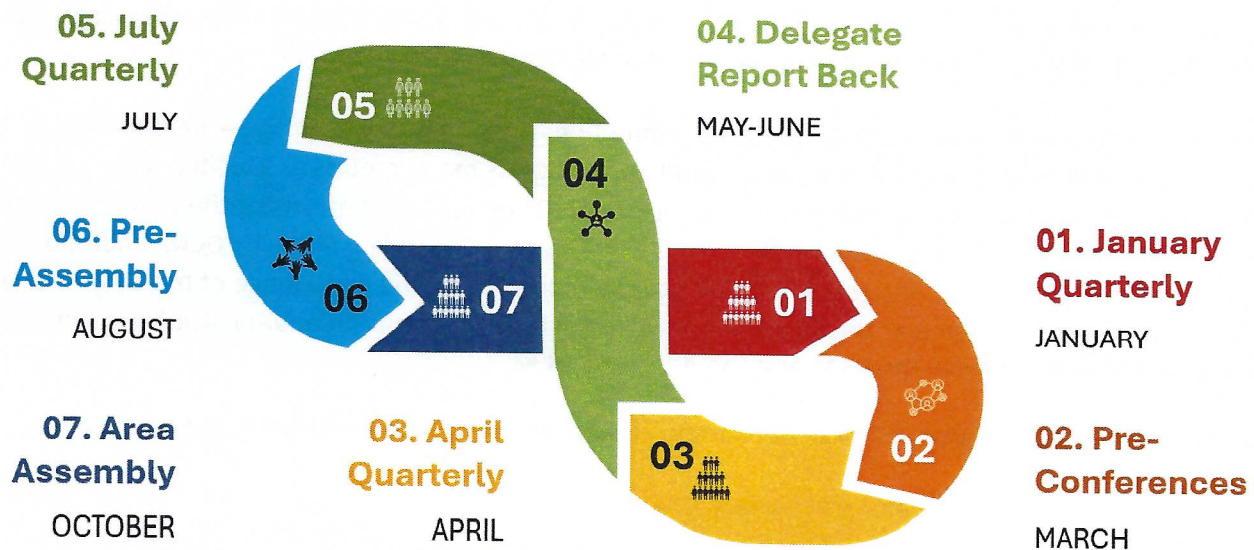 05. July
Quarterly
JULY
04. Delegate
Report Back
MAY-JUNE
05
04
06. Pre-
Assembly
AUGUST
06
07
01
01. January
Quarterly
JANUARY
07. Area
Assembly
OCTOBER
03. April
Quarterly
APRIL
03
02
02. Pre-
Conferences
MARCH